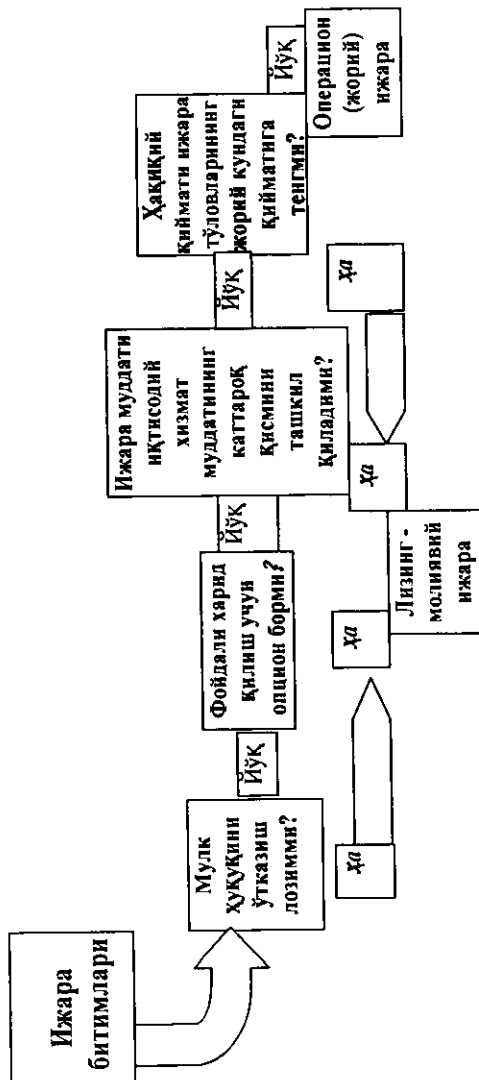 Ижара
битимлари
Мулк
ҳуқуқини
ўтказиш
лозимми?
Йўқ
Фойдали харид
қилиш учун
опцион борми?
Йўқ
Ижара муддати
иқтисодий
хизмат
муддатининг
каттароқ
қисмини
ташкил
қиладими?
Йўқ
Ҳақиқий
қиймати ижара
тўловларининг
жорий кундаги
қийматига
тенгми?
Йўқ
Операцион
(жорий)
ижара
ҳа
ҳа
ҳа
ҳа
Лизинг-
молиявий
ижара